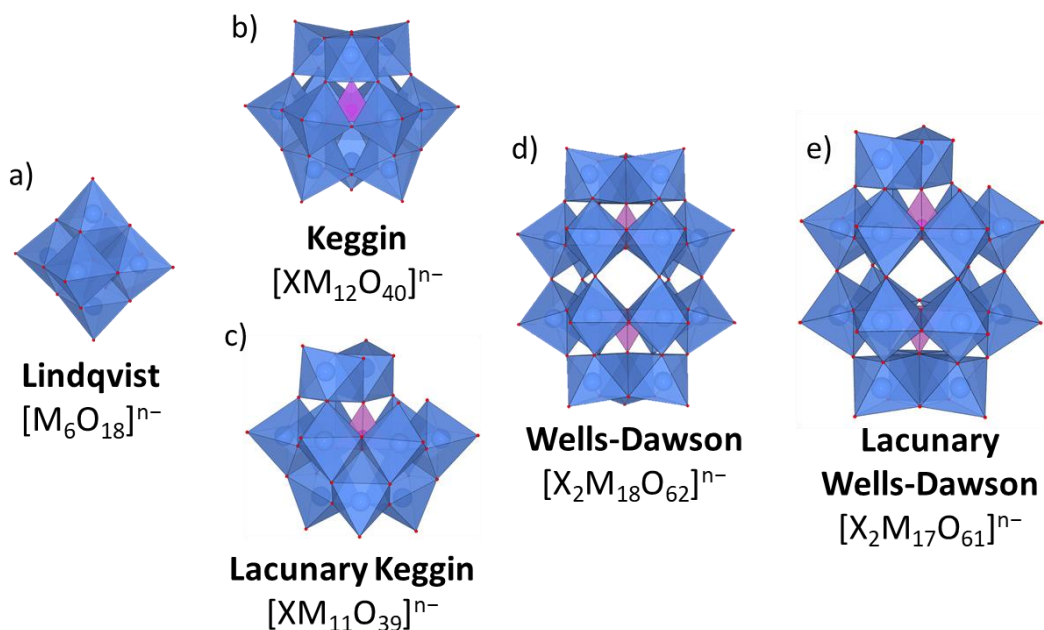 a)
Lindqvist
[M₆O₁₈]ⁿ⁻
b)
Keggin
[XM₁₂O₄₀]ⁿ⁻
c)
Lacunary Keggin
[XM₁₁O₃₉]ⁿ⁻
d)
Wells-Dawson
[X₂M₁₈O₆₂]ⁿ⁻
e)
Lacunary
Wells-Dawson
[X₂M₁₇O₆₁]ⁿ⁻